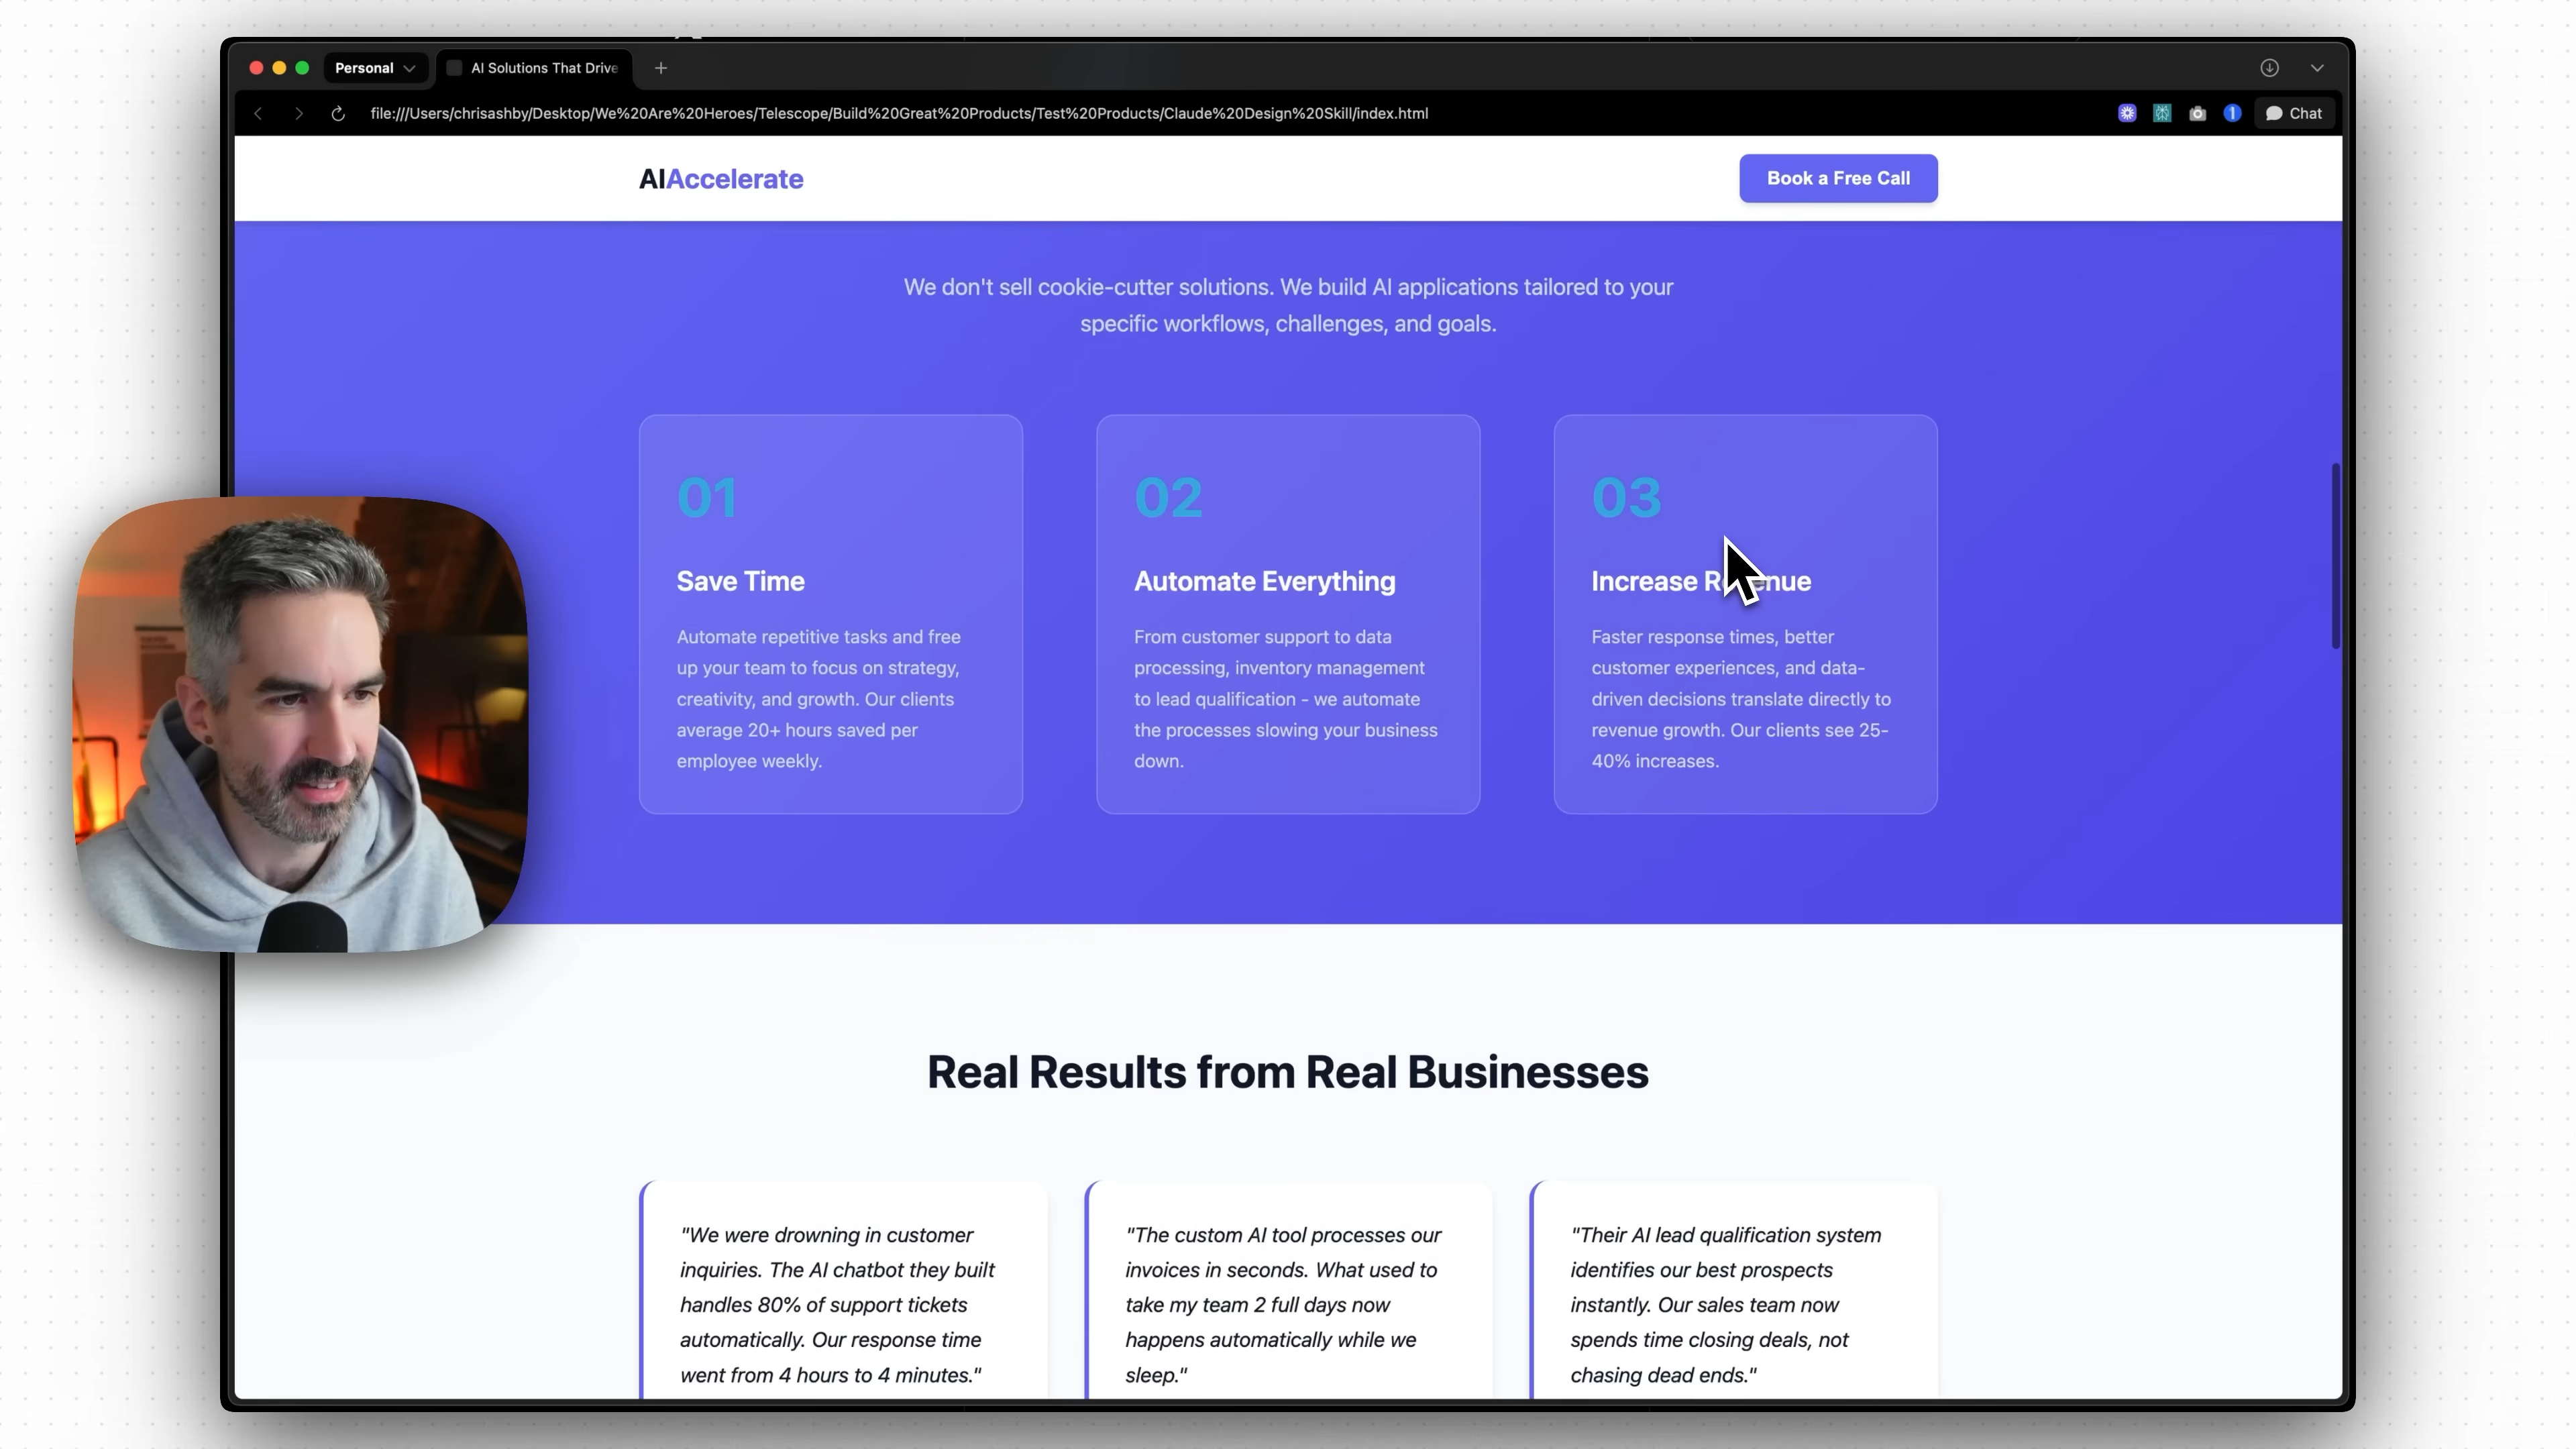 Personal
AI Solutions That Drive
file:///Users/chrisashby/Desktop/We%20Are%20Heroes/Telescope/Build%20Great%20Products/Test%20Products/Claude%20Design%20Skill/index.html
1
Chat
AIAccelerate
Book a Free Call
We don't sell cookie-cutter solutions. We build AI applications tailored to your
specific workflows, challenges, and goals.
01
Save Time
Automate repetitive tasks and free
up your team to focus on strategy,
creativity, and growth. Our clients
average 20+ hours saved per
employee weekly.
02
Automate Everything
From customer support to data
processing, inventory management
to lead qualification - we automate
the processes slowing your business
down.
03
Increase Revenue
Faster response times, better
customer experiences, and data-
driven decisions translate directly to
revenue growth. Our clients see 25-
40% increases.
Real Results from Real Businesses
"We were drowning in customer
inquiries. The AI chatbot they built
handles 80% of support tickets
automatically. Our response time
went from 4 hours to 4 minutes."
"The custom AI tool processes our
invoices in seconds. What used to
take my team 2 full days now
happens automatically while we
sleep."
"Their AI lead qualification system
identifies our best prospects
instantly. Our sales team now
spends time closing deals, not
chasing dead ends."